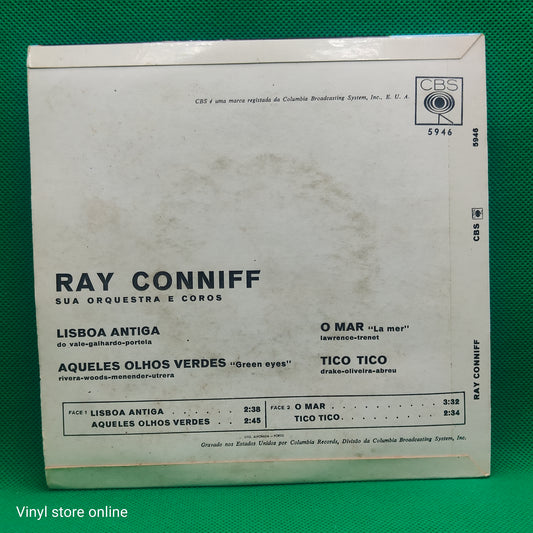 CBS é uma marca registada da Columbia Broadcasting System, Inc., E. U. A.
CBS
5946
5946
CBS
RAY CONNIFF
RAY CONNIFF
SUA ORQUESTRA E COROS
LISBOA ANTIGA
do vale-galhardo-portela
O MAR "La mer"
lawrence-trenet
AQUELES OLHOS VERDES "Green eyes"
rivera-woods-menender-utrera
TICO TICO
drake-oliveira-abreu
FACE 1 LISBOA ANTIGA . . . . . . 2:38
AQUELES OLHOS VERDES . . 2:45
FACE 2 O MAR . . . . . . . . . . 3:32
TICO TICO . . . . . . . . . . 2:34
Gravado nos Estados Unidos por Columbia Records, Divisão da Columbia Broadcasting System, Inc.
Vinyl store online